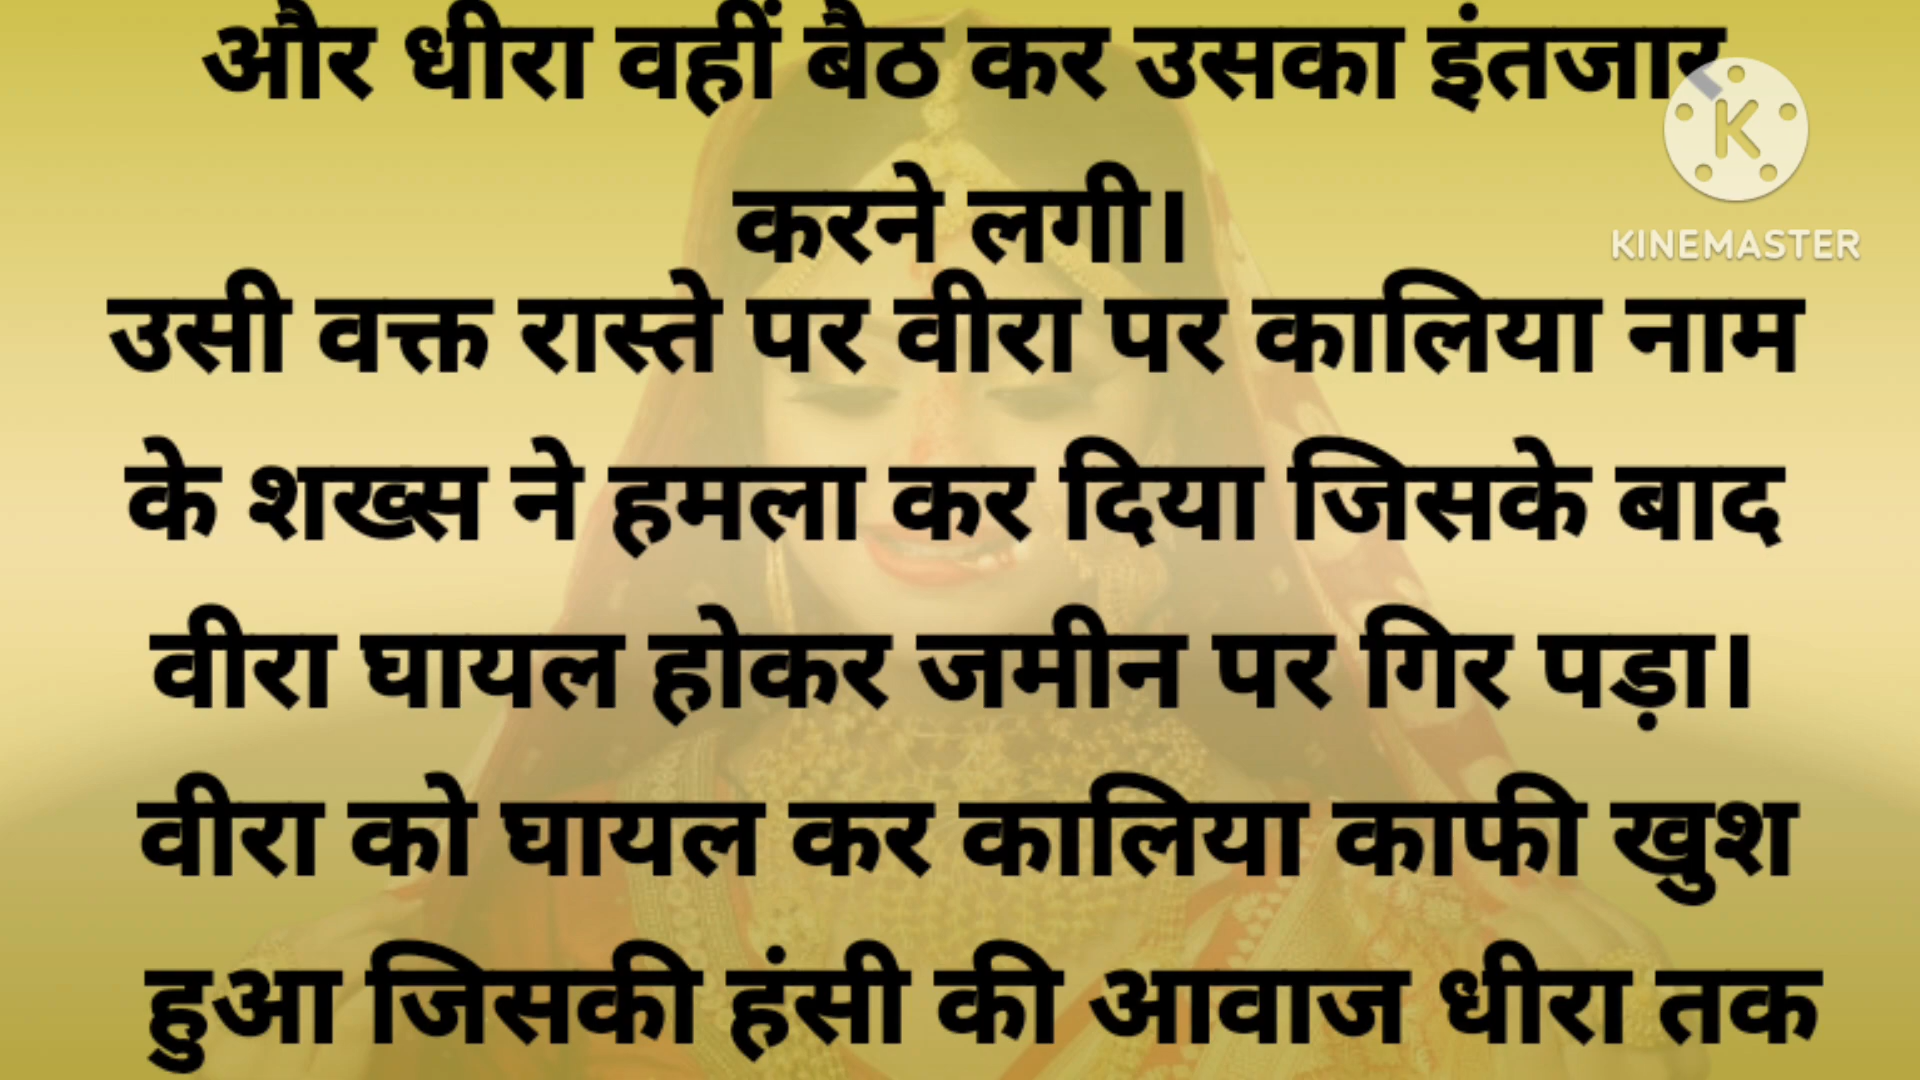 और धीरा वहीं बैठ कर उसका इंतजार
करने लगी।
KINEMASTER
उसी वक्त रास्ते पर वीरा पर कालिया नाम
के शख्स ने हमला कर दिया जिसके बाद
वीरा घायल होकर जमीन पर गिर पड़ा।
वीरा को घायल कर कालिया काफी खुश
हुआ जिसकी हंसी की आवाज धीरा तक